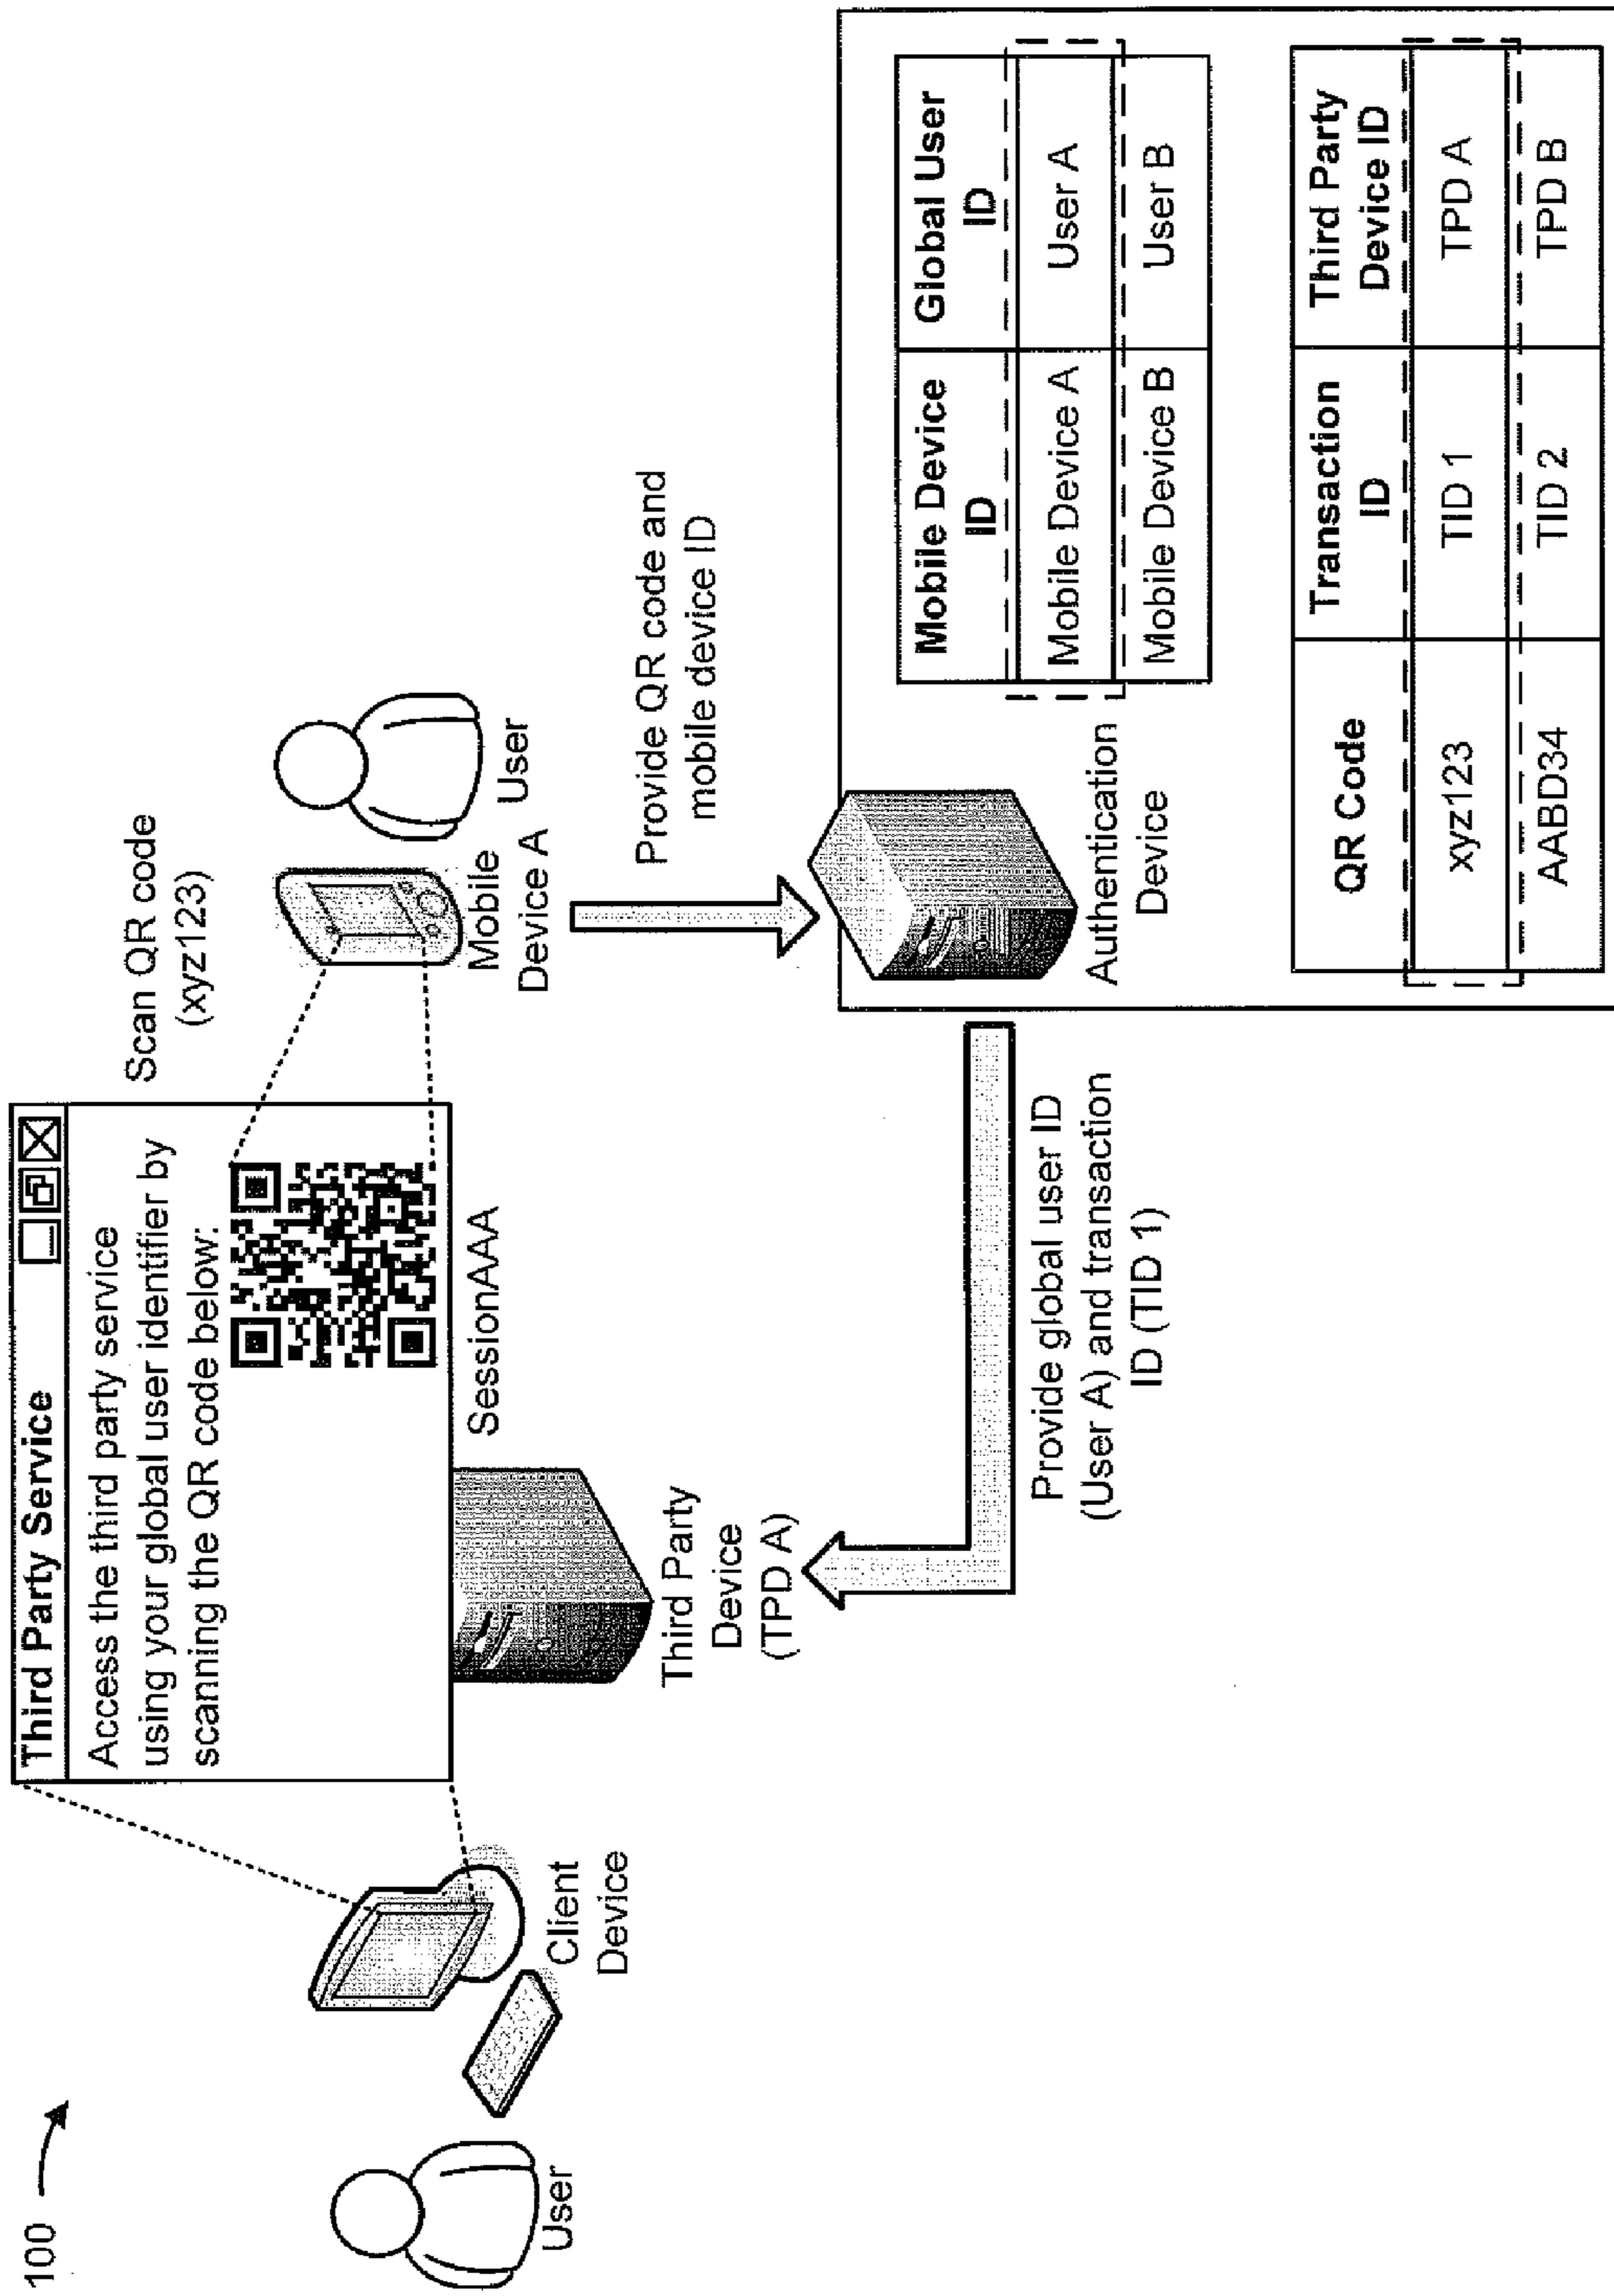 100
Third Party Service
Access the third party service
using your global user identifier by
scanning the QR code below:
Scan QR code
(xyz123)
User
Client
Device
SessionAAA
Third Party
Device
(TPD A)
Mobile
Device A
User
Provide QR code and
mobile device ID
Provide global user ID
(User A) and transaction
ID (TID 1)
Authentication
Device
Mobile Device ID Global User ID
Mobile Device A User A
Mobile Device B User B
QR Code Transaction ID Third Party Device ID
xyz123 TID 1 TPD A
AABD34 TID 2 TPD B